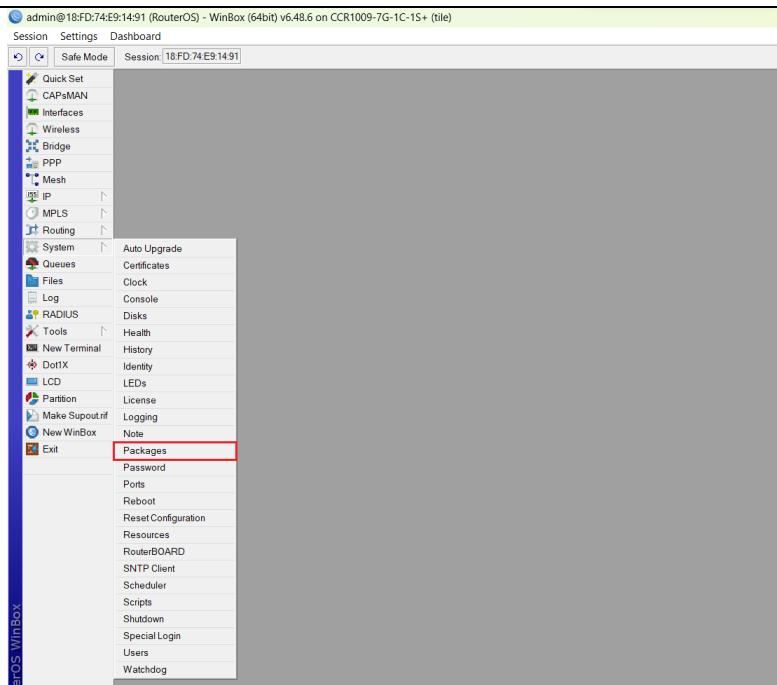 admin@18:FD:74:E9:14:91 (RouterOS) - WinBox (64bit) v6.48.6 on CCR1009-7G-1C-1S+ (tile)
Session Settings Dashboard
Safe Mode Session: 18:FD:74:E9:14:91
Quick Set
CAPsMAN
Interfaces
Wireless
Bridge
PPP
Mesh
IP
MPLS
Routing
System
Queues
Files
Log
RADIUS
Tools
New Terminal
Dot1X
LCD
Partition
Make Supout.rif
New WinBox
Exit
Auto Upgrade
Certificates
Clock
Console
Disks
Health
History
Identity
LEDs
License
Logging
Note
Packages
Password
Ports
Reboot
Reset Configuration
Resources
RouterBOARD
SNTP Client
Scheduler
Scripts
Shutdown
Special Login
Users
Watchdog
erOS WinBox